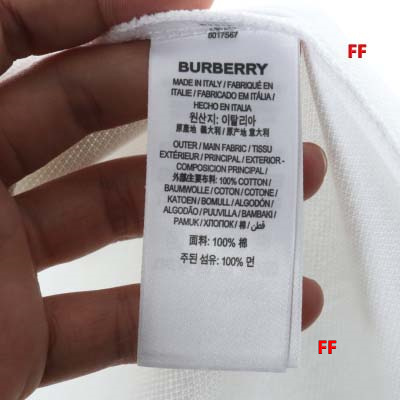 8017567
FF
BURBERRY
MADE IN ITALY / FABRIQUÉ EN
ITALIE / FABRICADO EM ITÁLIA /
HECHO EN ITALIA
원산지: 이탈리아
原產地 義大利 / 原产地 意大利
OUTER / MAIN FABRIC / TISSU
EXTÉRIEUR / PRINCIPAL / EXTERIOR -
COMPOSICION PRINCIPAL /
外部主要布料: 100% COTTON /
BAUMWOLLE / COTON / COTONE /
KATOEN / BOMULL / ALGODÓN /
ALGODÃO / PUUVILLA / BAMBAKI /
PAMUK / ХЛОПОК / 棉 / قطن /
面料: 100% 棉
주된 섬유: 100% 면
FF